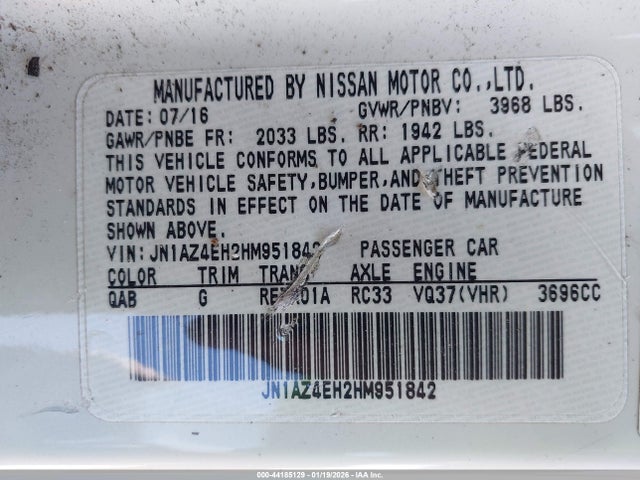 MANUFACTURED BY NISSAN MOTOR CO.,LTD.
DATE: 07/16 GVWR/PNBV: 3968 LBS.
GAWR/PNBE FR: 2033 LBS. RR: 1942 LBS.
THIS VEHICLE CONFORMS TO ALL APPLICABLE FEDERAL
MOTOR VEHICLE SAFETY,BUMPER,AND THEFT PREVENTION
STANDARDS IN EFFECT ON THE DATE OF MANUFACTURE
SHOWN ABOVE.
VIN: JN1AZ4EH2HM951842 PASSENGER CAR
COLOR TRIM TRANS AXLE ENGINE
QAB G RC33 VQ37(VHR) 3696CC
JN1AZ4EH2HM951842
000-44185129 - 01/19/2026 - IAA Inc.